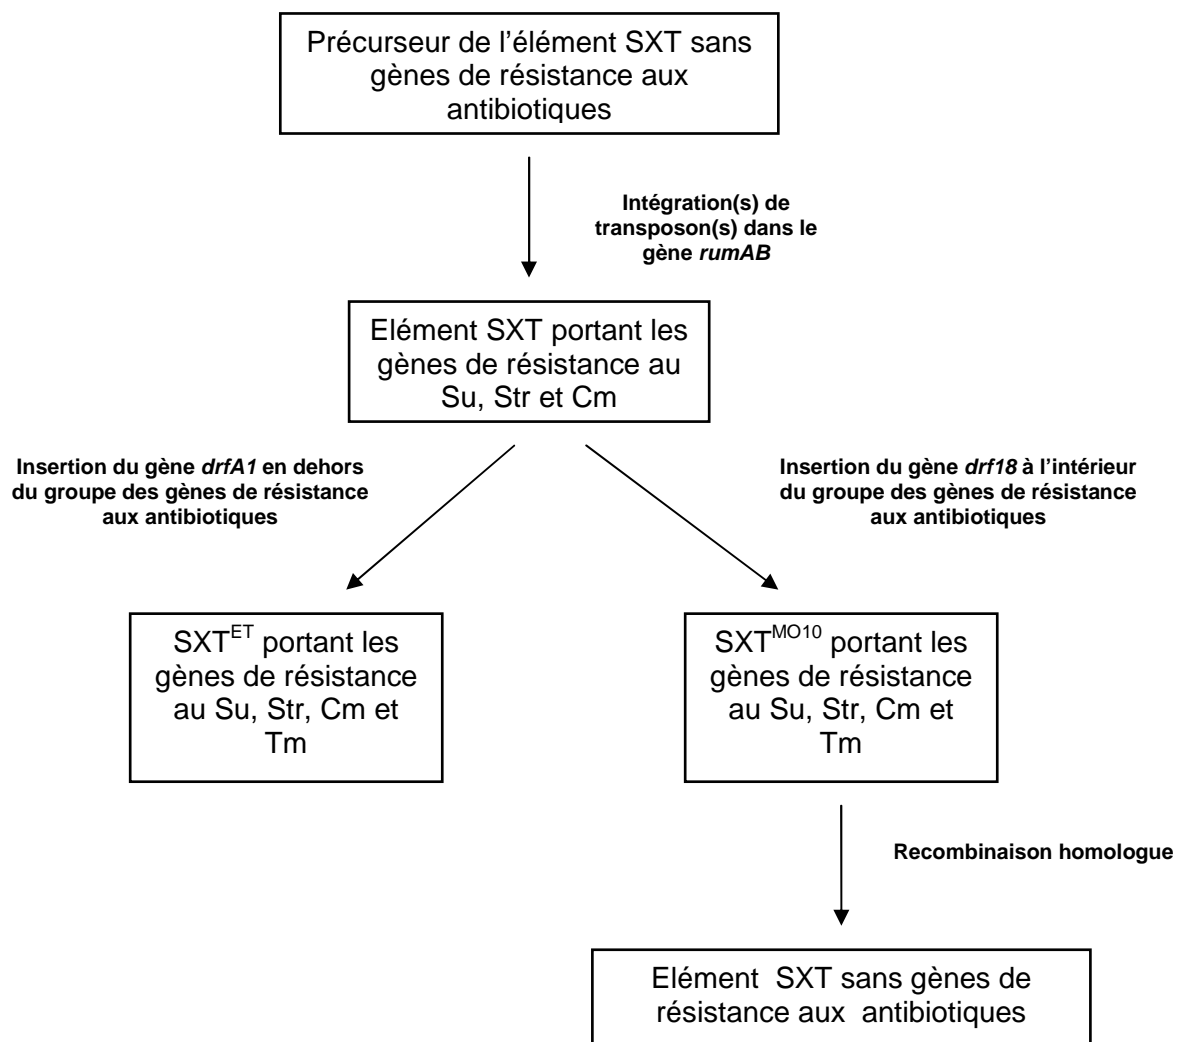 Précurseur de l'élément SXT sans
gènes de résistance aux
antibiotiques
Intégration(s) de
transposon(s) dans le
gène rumAB
Elément SXT portant les
gènes de résistance au
Su, Str et Cm
Insertion du gène drfA1 en dehors
du groupe des gènes de résistance
aux antibiotiques
Insertion du gène drf18 à l'intérieur
du groupe des gènes de résistance
aux antibiotiques
SXT^ET portant les
gènes de résistance
au Su, Str, Cm et
Tm
SXT^MO10 portant les
gènes de résistance
au Su, Str, Cm et
Tm
Recombinaison homologue
Elément SXT sans gènes de
résistance aux antibiotiques